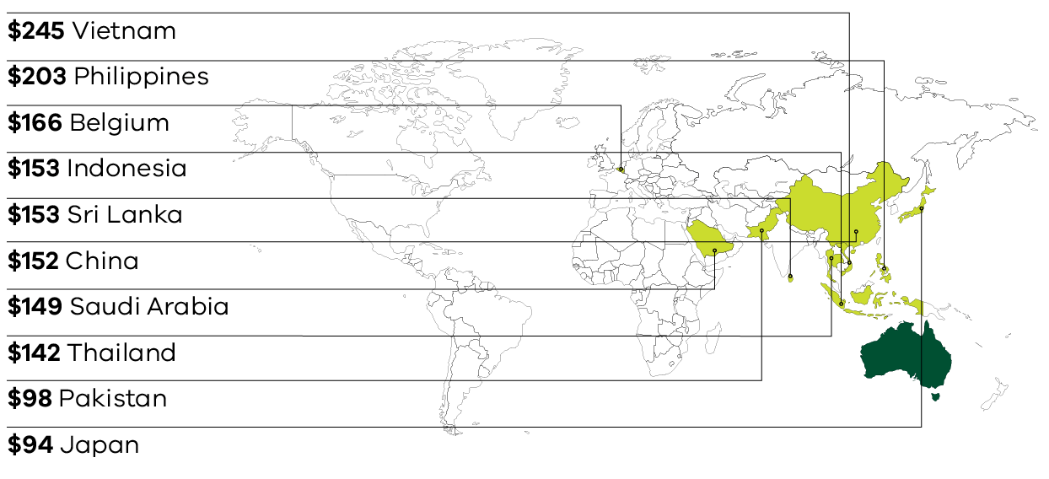 $245 Vietnam
$203 Philippines
$166 Belgium
$153 Indonesia
$153 Sri Lanka
$152 China
$149 Saudi Arabia
$142 Thailand
$98 Pakistan
$94 Japan